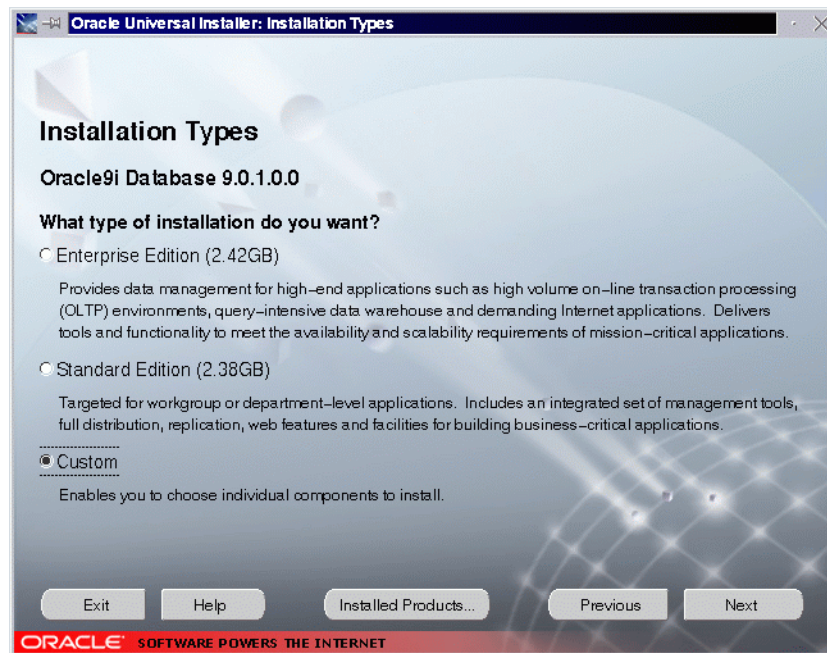 Oracle Universal Installer: Installation Types
Installation Types
Oracle9i Database 9.0.1.0.0
What type of installation do you want?
Enterprise Edition (2.42GB)
Provides data management for high–end applications such as high volume on–line transaction processing
(OLTP) environments, query–intensive data warehouse and demanding Internet applications. Delivers
tools and functionality to meet the availability and scalability requirements of mission–critical applications.
Standard Edition (2.38GB)
Targeted for workgroup or department–level applications. Includes an integrated set of management tools,
full distribution, replication, web features and facilities for building business–critical applications.
Custom
Enables you to choose individual components to install.
Exit Help Installed Products... Previous Next
ORACLE® SOFTWARE POWERS THE INTERNET